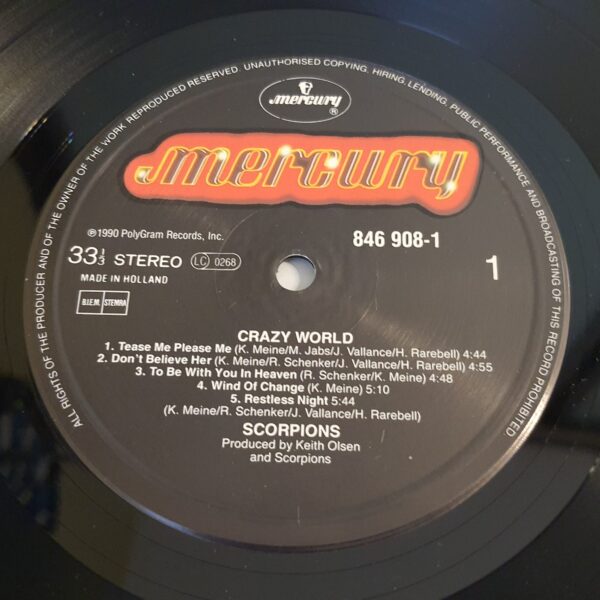 ALL RIGHTS OF THE PRODUCER AND OF THE OWNER OF THE WORK REPRODUCED RESERVED. UNAUTHORISED COPYING, HIRING, LENDING, PUBLIC PERFORMANCE AND BROADCASTING OF THIS RECORD PROHIBITED
mercury ®
mercury
℗1990 PolyGram Records, Inc.
846 908-1
33⅓ STEREO LC 0268
1
MADE IN HOLLAND
B.I.E.M. STEMRA
CRAZY WORLD
1. Tease Me Please Me (K. Meine/M. Jabs/J. Vallance/H. Rarebell) 4:44
2. Don't Believe Her (K. Meine/R. Schenker/J. Vallance/H. Rarebell) 4:55
3. To Be With You In Heaven (R. Schenker/K. Meine) 4:48
4. Wind Of Change (K. Meine) 5:10
5. Restless Night 5:44
(K. Meine/R. Schenker/J. Vallance/H. Rarebell)
SCORPIONS
Produced by Keith Olsen
and Scorpions